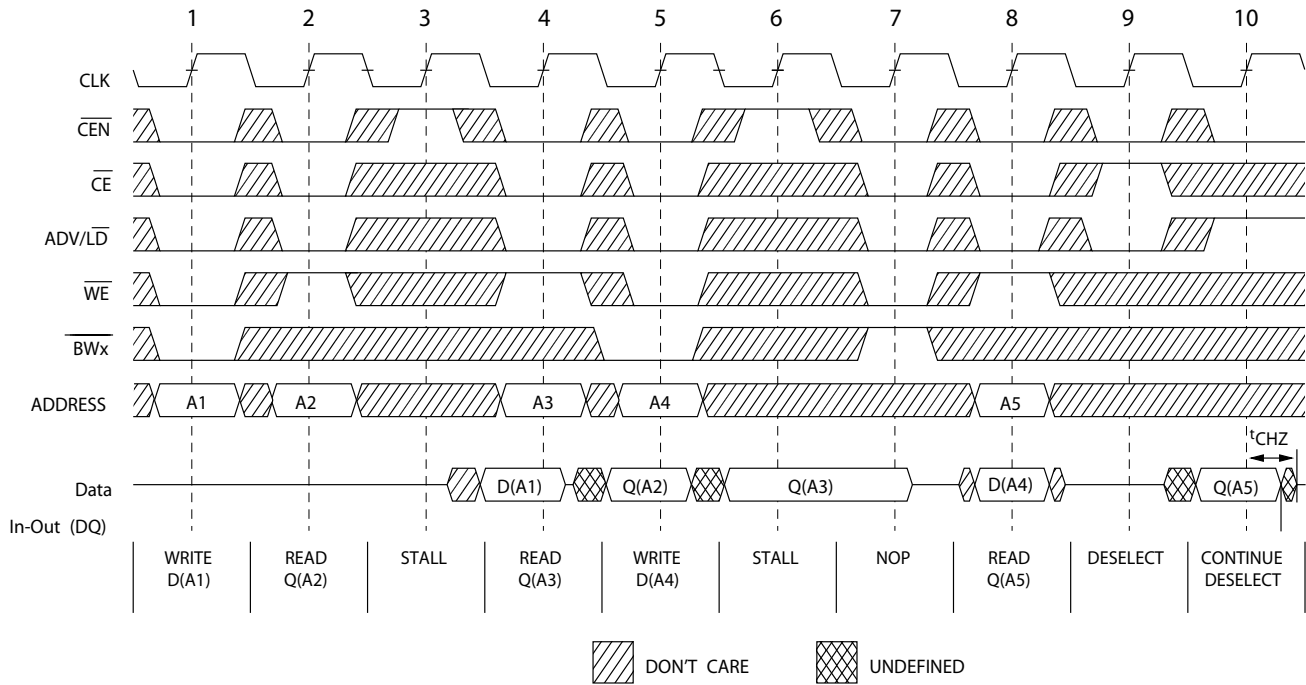 1 2 3 4 5 6 7 8 9 10
CLK
CEN
CE
ADV/LD
WE
BWx
ADDRESS A1 A2 A3 A4 A5
tCHZ
Data D(A1) Q(A2) Q(A3) D(A4) Q(A5)
In-Out (DQ)
WRITE READ STALL READ WRITE STALL NOP READ DESELECT CONTINUE
D(A1) Q(A2) Q(A3) D(A4) Q(A5) DESELECT
DON'T CARE UNDEFINED